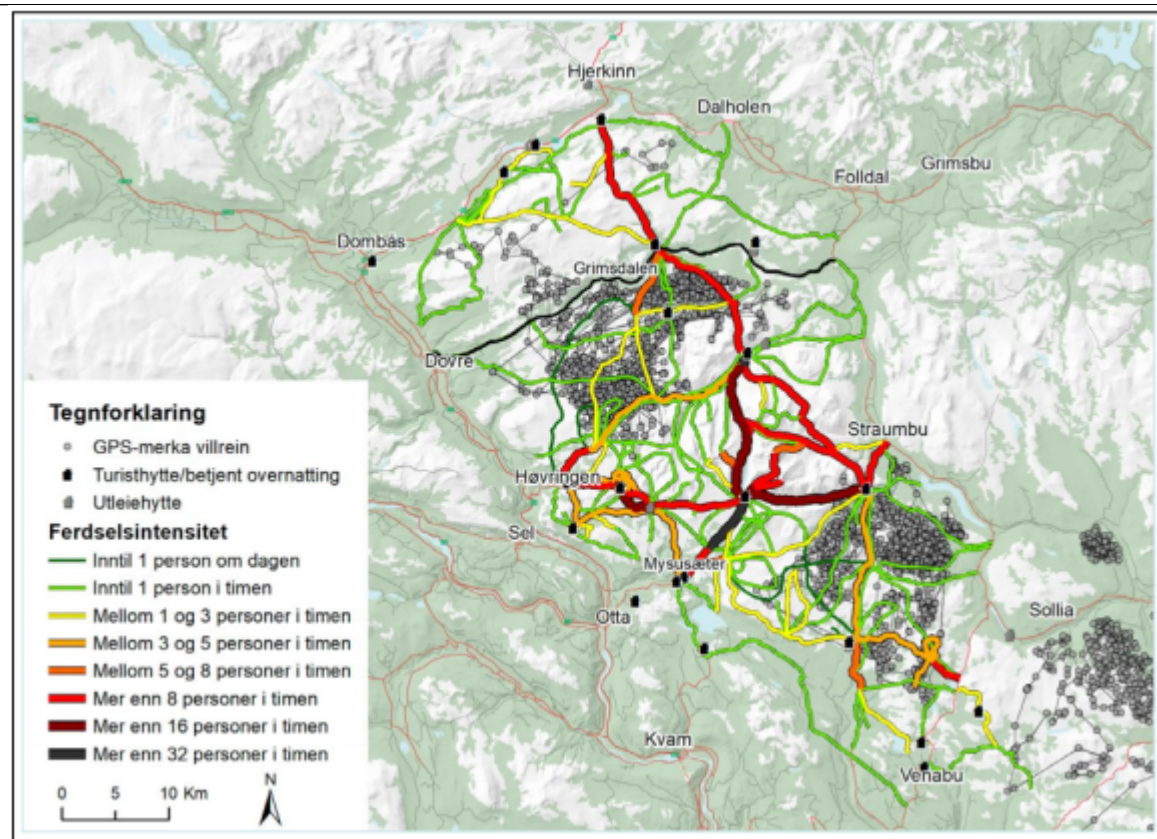 Hjerkinn
Dalholen
Grimsbu
Folldal
Dombås
Grimsdalen
Dovre
Straumbu
Høvringen
Sel
Mysusæter
Otta
Sollia
Kvam
Venabu
Tegnforklaring
GPS-merka villrein
Turisthytte/betjent overnatting
Utleiehytte
Ferdselsintensitet
Inntil 1 person om dagen
Inntil 1 person i timen
Mellom 1 og 3 personer i timen
Mellom 3 og 5 personer i timen
Mellom 5 og 8 personer i timen
Mer enn 8 personer i timen
Mer enn 16 personer i timen
Mer enn 32 personer i timen
0 5 10 Km
N